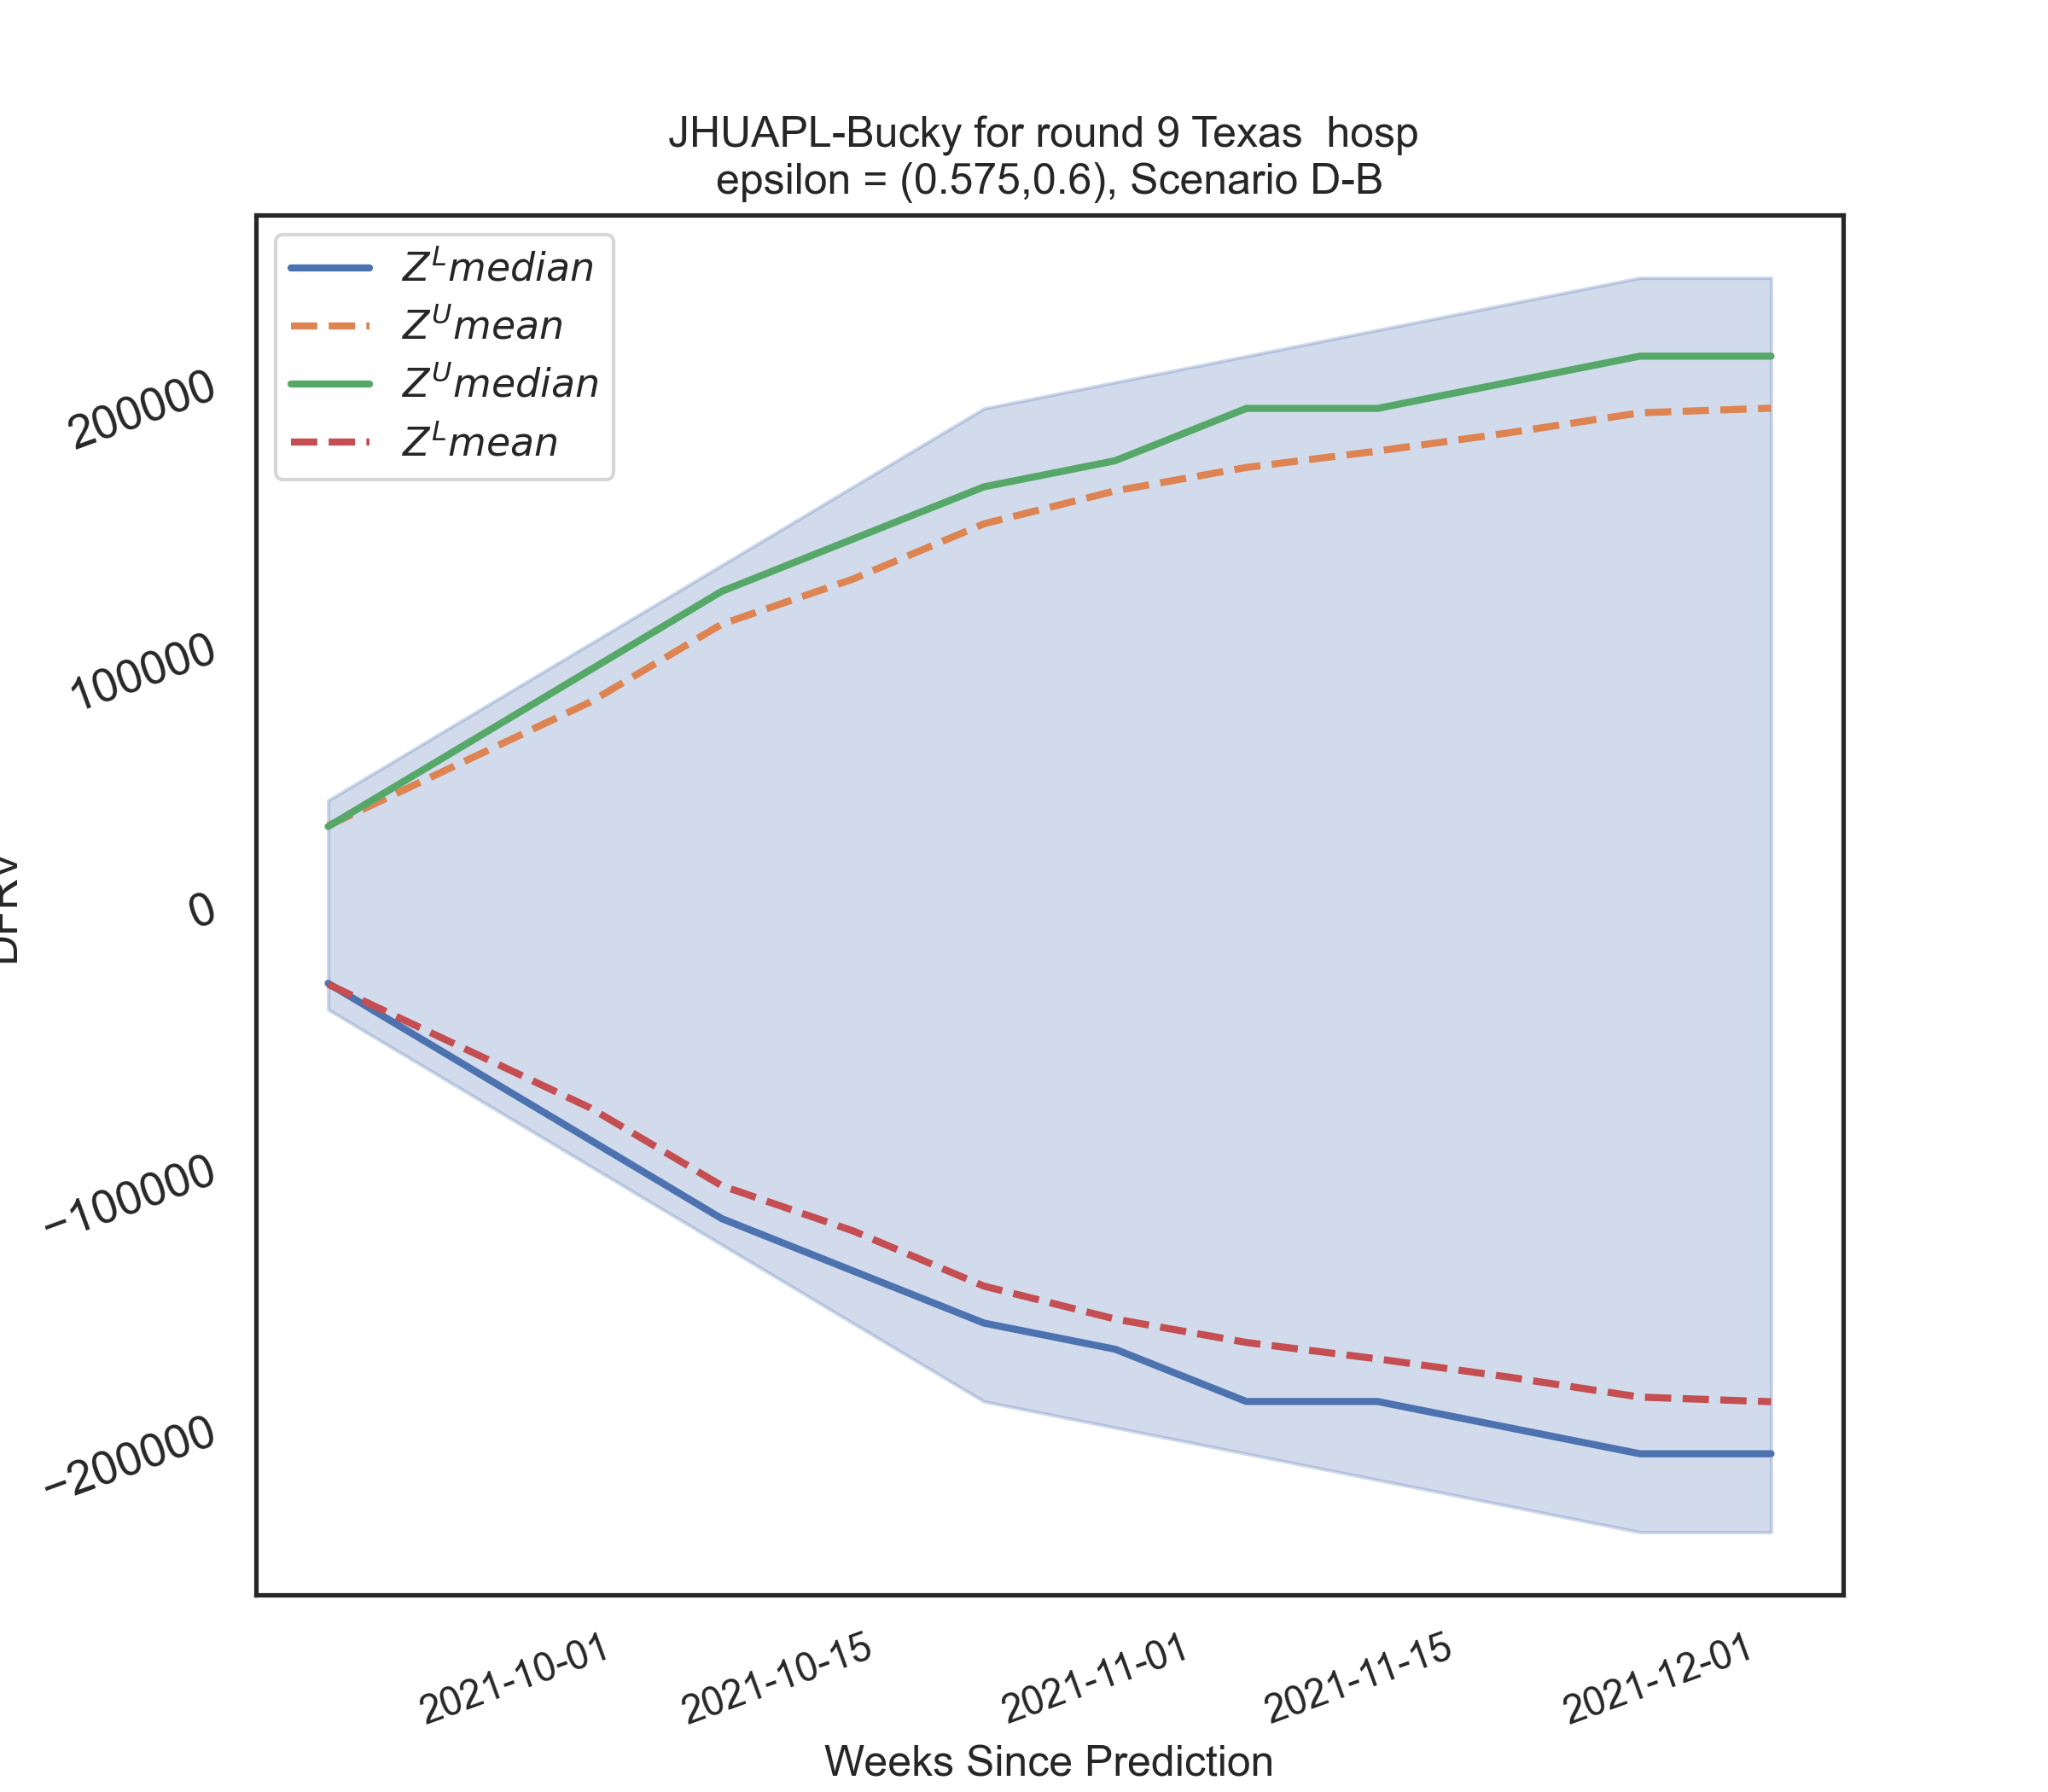 JHUAPL-Bucky for round 9 Texas  hosp
epsilon = (0.575,0.6), Scenario D-B
Z^L median
Z^U mean
Z^U median
Z^L mean
200000
100000
0
−100000
−200000
2021-10-01
2021-10-15
2021-11-01
2021-11-15
2021-12-01
Weeks Since Prediction